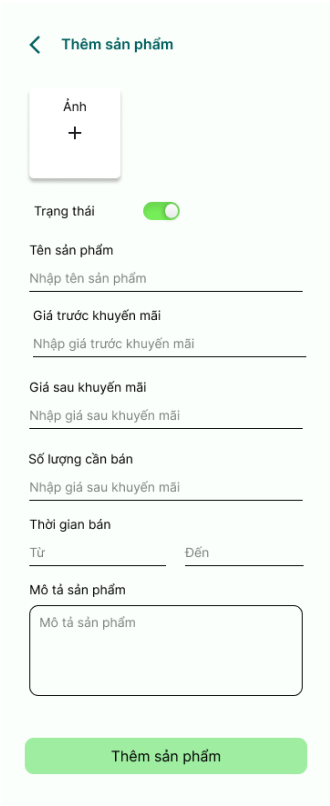 Thêm sản phẩm
Ảnh
+
Trạng thái
Tên sản phẩm
Nhập tên sản phẩm
Giá trước khuyến mãi
Nhập giá trước khuyến mãi
Giá sau khuyến mãi
Nhập giá sau khuyến mãi
Số lượng cần bán
Nhập giá sau khuyến mãi
Thời gian bán
Từ Đến
Mô tả sản phẩm
Mô tả sản phẩm
Thêm sản phẩm